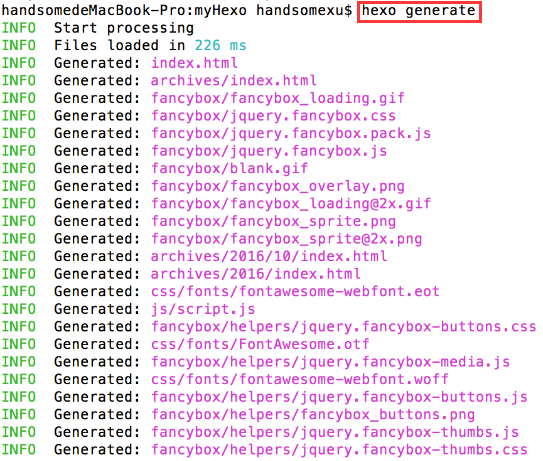 handsomedeMacBook-Pro:myHexo handsomexu$ hexo generate
INFO  Start processing
INFO  Files loaded in 226 ms
INFO  Generated: index.html
INFO  Generated: archives/index.html
INFO  Generated: fancybox/fancybox_loading.gif
INFO  Generated: fancybox/jquery.fancybox.css
INFO  Generated: fancybox/jquery.fancybox.pack.js
INFO  Generated: fancybox/jquery.fancybox.js
INFO  Generated: fancybox/blank.gif
INFO  Generated: fancybox/fancybox_overlay.png
INFO  Generated: fancybox/fancybox_loading@2x.gif
INFO  Generated: fancybox/fancybox_sprite.png
INFO  Generated: fancybox/fancybox_sprite@2x.png
INFO  Generated: archives/2016/10/index.html
INFO  Generated: archives/2016/index.html
INFO  Generated: css/fonts/fontawesome-webfont.eot
INFO  Generated: js/script.js
INFO  Generated: fancybox/helpers/jquery.fancybox-buttons.css
INFO  Generated: css/fonts/FontAwesome.otf
INFO  Generated: fancybox/helpers/jquery.fancybox-media.js
INFO  Generated: css/fonts/fontawesome-webfont.woff
INFO  Generated: fancybox/helpers/jquery.fancybox-buttons.js
INFO  Generated: fancybox/helpers/fancybox_buttons.png
INFO  Generated: fancybox/helpers/jquery.fancybox-thumbs.js
INFO  Generated: fancybox/helpers/jquery.fancybox-thumbs.css